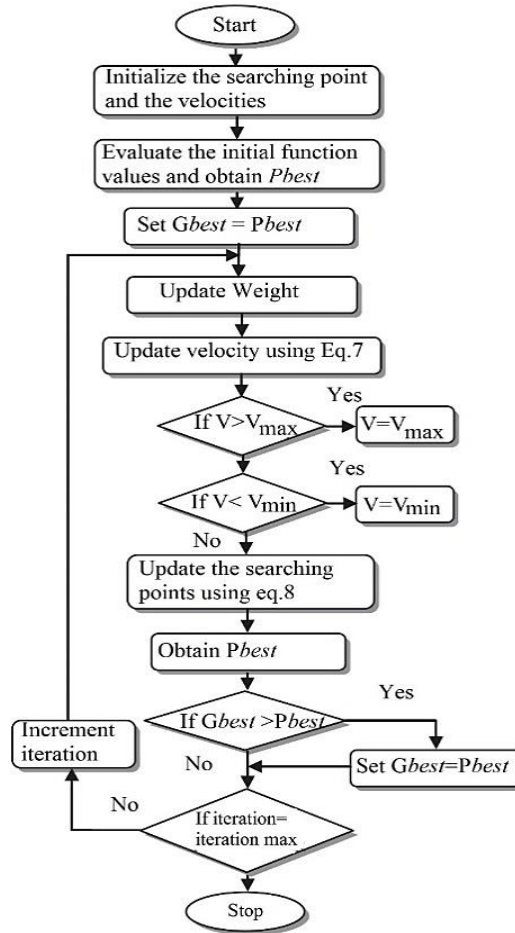 Start
Initialize the searching point
and the velocities
Evaluate the initial function
values and obtain Pbest
Set Gbest = Pbest
Update Weight
Update velocity using Eq.7
Yes
If V>Vmax
V=Vmax
Yes
If V< Vmin
V=Vmin
No
Update the searching
points using eq.8
Obtain Pbest
Yes
If Gbest >Pbest
Increment
iteration
No
Set Gbest=Pbest
No
If iteration=
iteration max
Stop